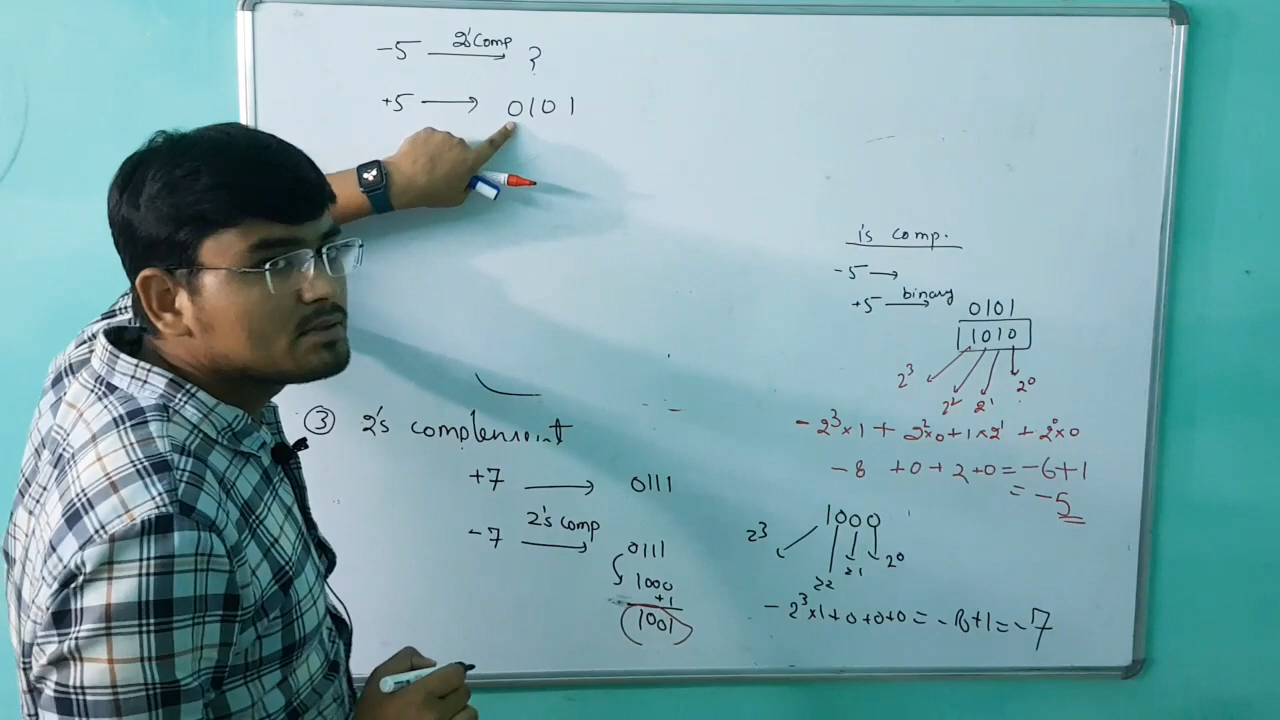 -5 2's Comp → ?
+5 → 0101
1's comp.
-5 →
+5 binary → 0101
1010
2³ 2² 2¹ 2⁰
-2³×1 + 2²×0 + 1×2¹ + 2⁰×0
-8 +0+2+0 = -6+1
= -5
③ 2's complement
+7 → 0111
-7 2's comp → 0111
1000
+1
1001
1000
2³ 22 21 2⁰
-2³×1+0+0+0 = -8+1 = -7